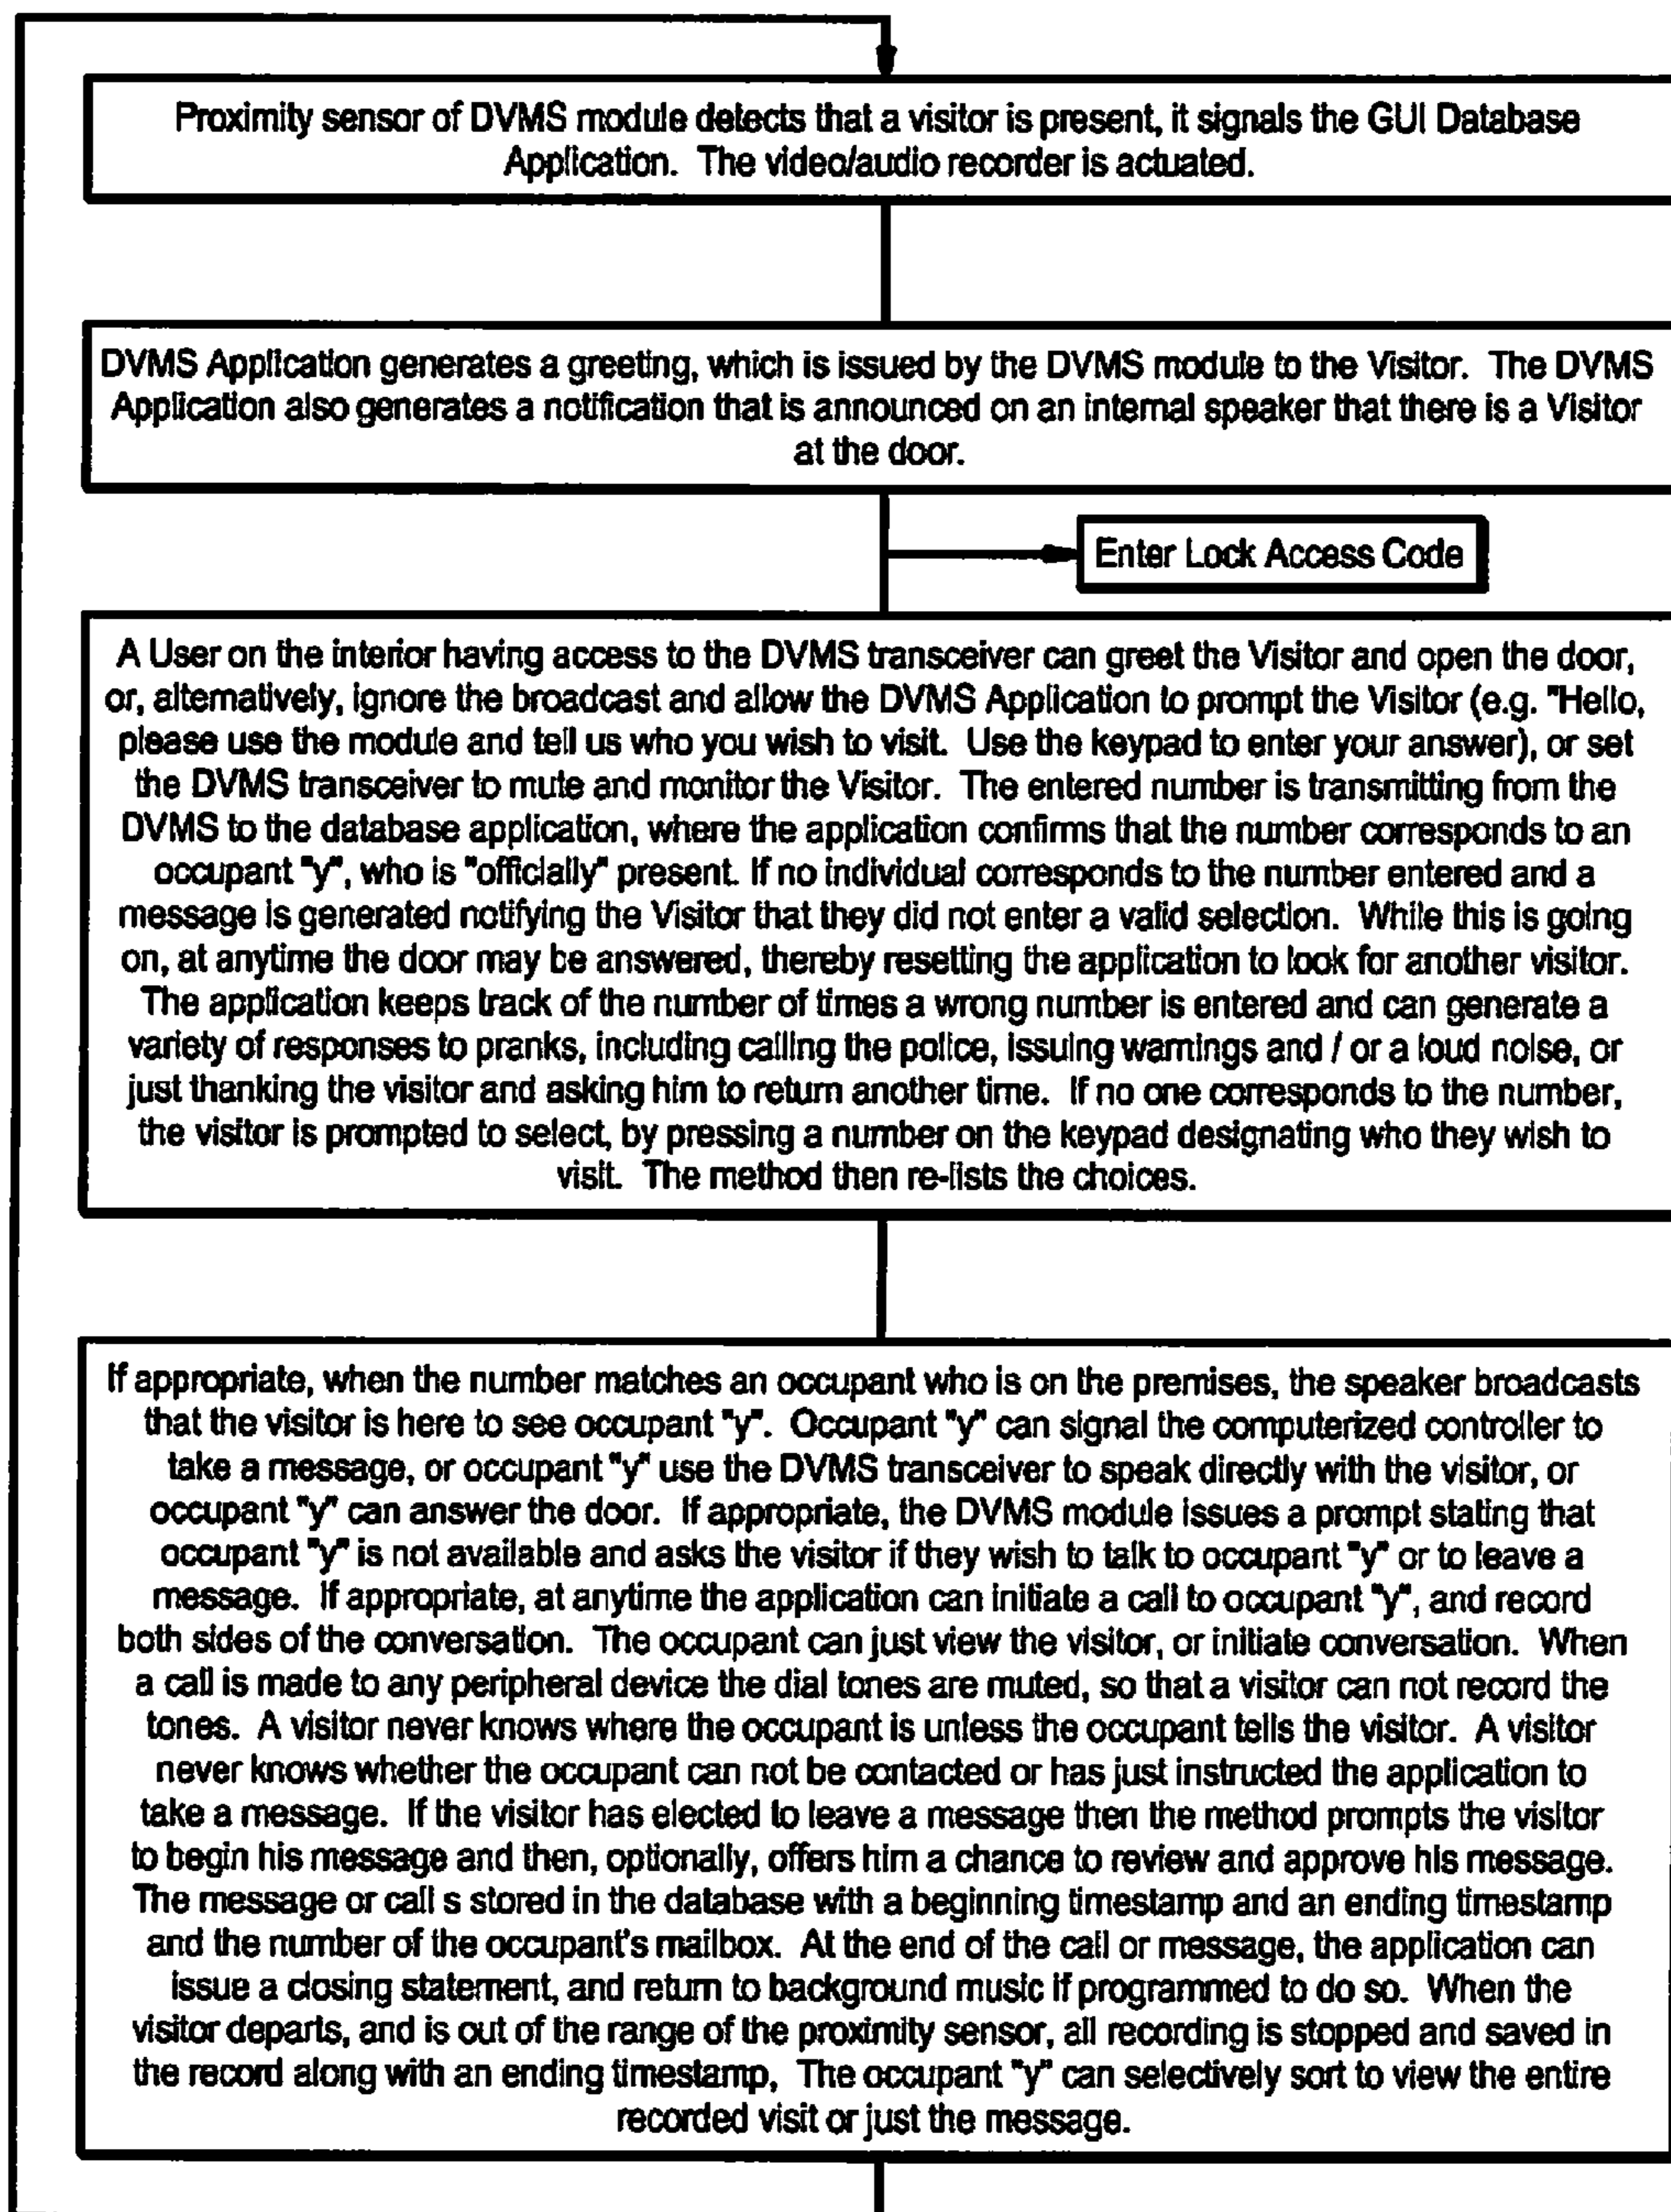 Proximity sensor of DVMS module detects that a visitor is present, it signals the GUI Database
Application. The video/audio recorder is actuated.
DVMS Application generates a greeting, which is issued by the DVMS module to the Visitor. The DVMS
Application also generates a notification that is announced on an internal speaker that there is a Visitor
at the door.
Enter Lock Access Code
A User on the interior having access to the DVMS transceiver can greet the Visitor and open the door,
or, alternatively, ignore the broadcast and allow the DVMS Application to prompt the Visitor (e.g. "Hello,
please use the module and tell us who you wish to visit. Use the keypad to enter your answer), or set
the DVMS transceiver to mute and monitor the Visitor. The entered number is transmitting from the
DVMS to the database application, where the application confirms that the number corresponds to an
occupant "y", who is "officially" present. If no individual corresponds to the number entered and a
message is generated notifying the Visitor that they did not enter a valid selection. While this is going
on, at anytime the door may be answered, thereby resetting the application to look for another visitor.
The application keeps track of the number of times a wrong number is entered and can generate a
variety of responses to pranks, including calling the police, issuing warnings and / or a loud noise, or
just thanking the visitor and asking him to return another time. If no one corresponds to the number,
the visitor is prompted to select, by pressing a number on the keypad designating who they wish to
visit. The method then re-lists the choices.
If appropriate, when the number matches an occupant who is on the premises, the speaker broadcasts
that the visitor is here to see occupant "y". Occupant "y" can signal the computerized controller to
take a message, or occupant "y" use the DVMS transceiver to speak directly with the visitor, or
occupant "y" can answer the door. If appropriate, the DVMS module issues a prompt stating that
occupant "y" is not available and asks the visitor if they wish to talk to occupant "y" or to leave a
message. If appropriate, at anytime the application can initiate a call to occupant "y", and record
both sides of the conversation. The occupant can just view the visitor, or initiate conversation. When
a call is made to any peripheral device the dial tones are muted, so that a visitor can not record the
tones. A visitor never knows where the occupant is unless the occupant tells the visitor. A visitor
never knows whether the occupant can not be contacted or has just instructed the application to
take a message. If the visitor has elected to leave a message then the method prompts the visitor
to begin his message and then, optionally, offers him a chance to review and approve his message.
The message or call s stored in the database with a beginning timestamp and an ending timestamp
and the number of the occupant's mailbox. At the end of the call or message, the application can
issue a closing statement, and return to background music if programmed to do so. When the
visitor departs, and is out of the range of the proximity sensor, all recording is stopped and saved in
the record along with an ending timestamp, The occupant "y" can selectively sort to view the entire
recorded visit or just the message.